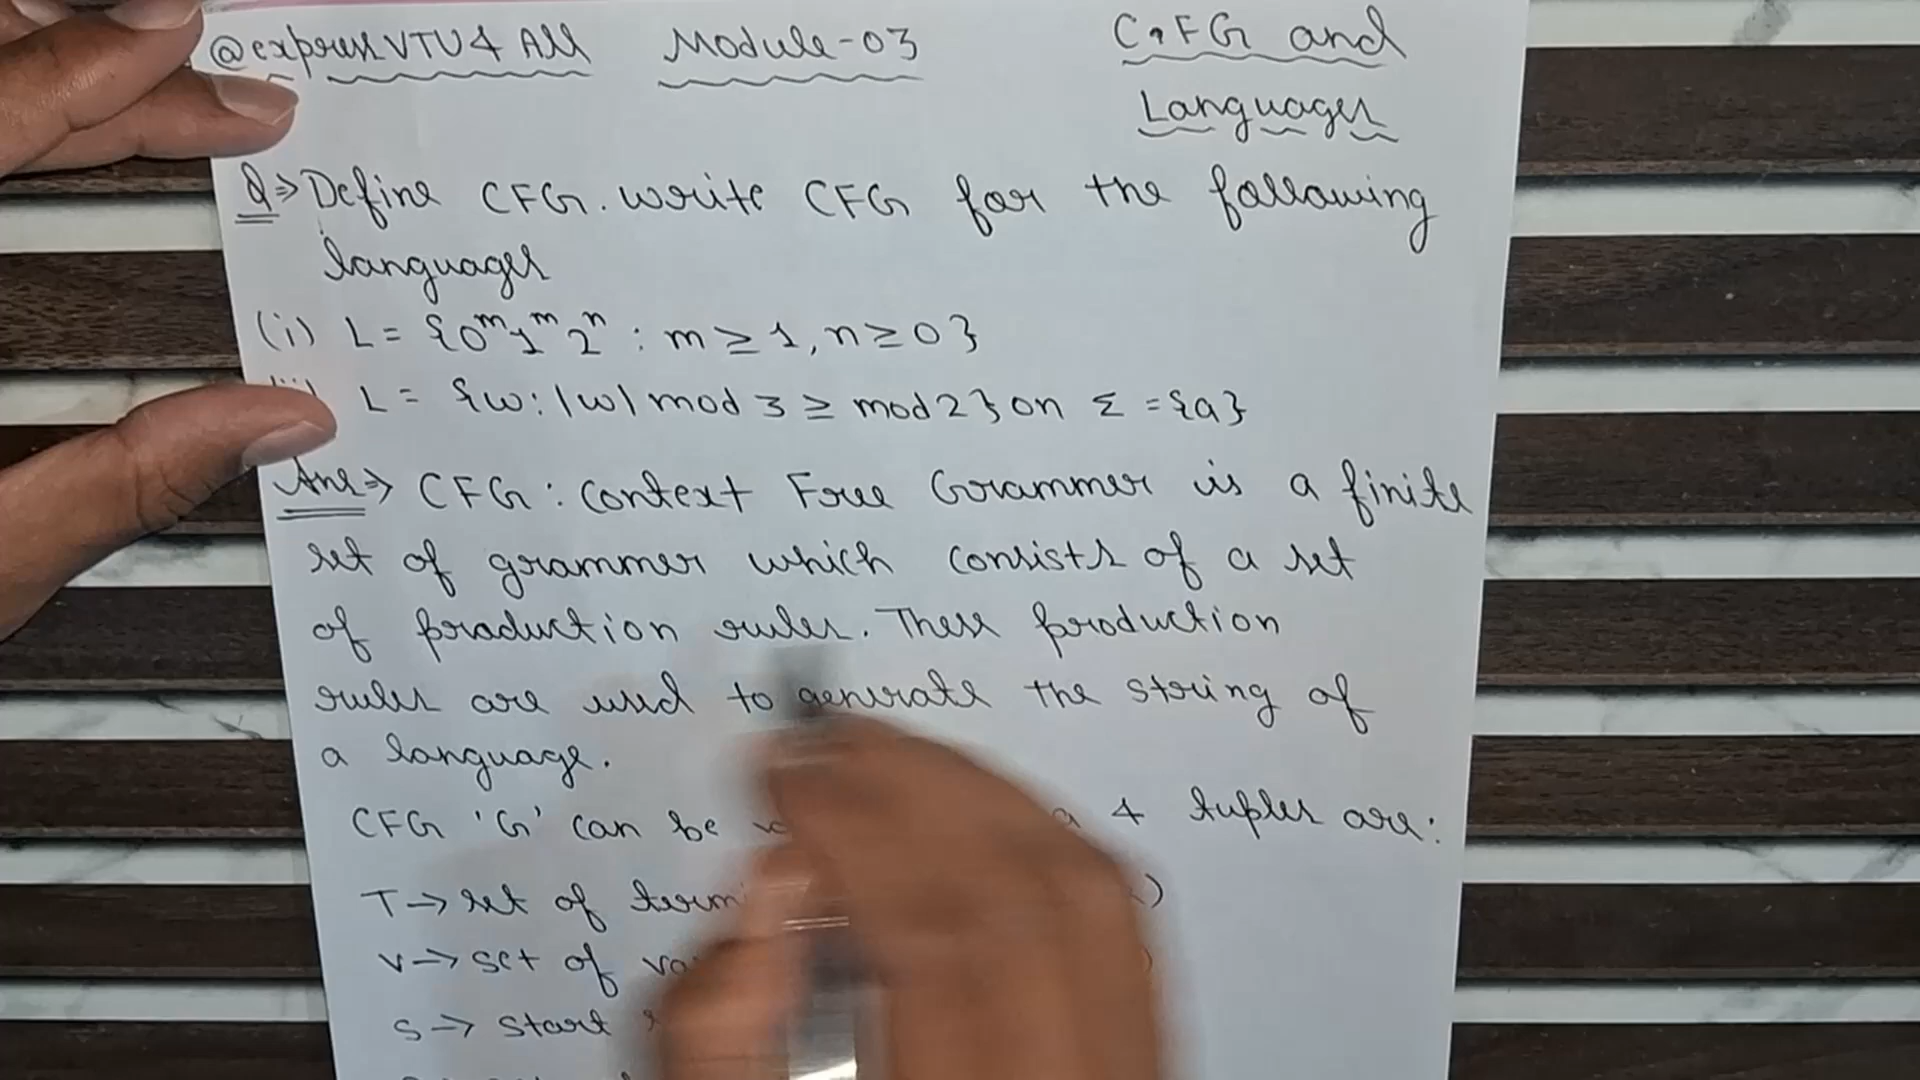 @expressVTU4All Module-03 C.FG and
Languages
Q⇒ Define CFG. write CFG for the following
languages
(i) L = {0^m 1^m 2^n : m ≥ 1, n ≥ 0}
L = {w: |w| mod 3 ≥ mod 2} on Σ = {a}
Ans⇒ CFG: Context Free Grammer is a finite
set of grammer which consists of a set
of production rules. These production
rules are used to generate the string of
a language.
CFG 'G' can be 4 tuples are:
T→ set of
V→ set of
S→ start